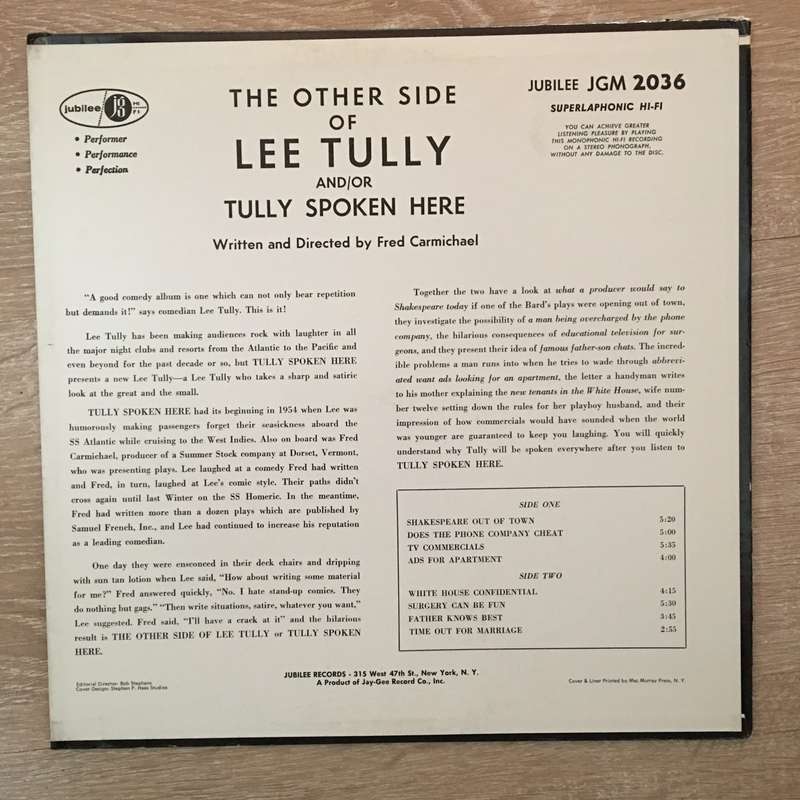 jubilee jg HI FI
• Performer
• Performance
• Perfection
THE OTHER SIDE
OF
LEE TULLY
AND/OR
TULLY SPOKEN HERE
Written and Directed by Fred Carmichael
JUBILEE JGM 2036
SUPERLAPHONIC HI-FI
YOU CAN ACHIEVE GREATER
LISTENING PLEASURE BY PLAYING
THIS MONOPHONIC HI-FI RECORDING
ON A STEREO PHONOGRAPH,
WITHOUT ANY DAMAGE TO THE DISC.
"A good comedy album is one which can not only bear repetition
but demands it!" says comedian Lee Tully. This is it!
Lee Tully has been making audiences rock with laughter in all
the major night clubs and resorts from the Atlantic to the Pacific and
even beyond for the past decade or so, but TULLY SPOKEN HERE
presents a new Lee Tully—a Lee Tully who takes a sharp and satiric
look at the great and the small.
TULLY SPOKEN HERE had its beginning in 1954 when Lee was
humorously making passengers forget their seasickness aboard the
SS Atlantic while cruising to the West Indies. Also on board was Fred
Carmichael, producer of a Summer Stock company at Dorset, Vermont,
who was presenting plays. Lee laughed at a comedy Fred had written
and Fred, in turn, laughed at Lee's comic style. Their paths didn't
cross again until last Winter on the SS Homeric. In the meantime,
Fred had written more than a dozen plays which are published by
Samuel French, Inc., and Lee had continued to increase his reputation
as a leading comedian.
One day they were ensconced in their deck chairs and dripping
with sun tan lotion when Lee said, "How about writing some material
for me?" Fred answered quickly, "No. I hate stand-up comics. They
do nothing but gags." "Then write situations, satire, whatever you want,"
Lee suggested. Fred said, "I'll have a crack at it" and the hilarious
result is THE OTHER SIDE OF LEE TULLY or TULLY SPOKEN
HERE.
Together the two have a look at what a producer would say to
Shakespeare today if one of the Bard's plays were opening out of town,
they investigate the possibility of a man being overcharged by the phone
company, the hilarious consequences of educational television for sur-
geons, and they present their idea of famous father-son chats. The incred-
ible problems a man runs into when he tries to wade through abbrevi-
ated want ads looking for an apartment, the letter a handyman writes
to his mother explaining the new tenants in the White House, wife num-
ber twelve setting down the rules for her playboy husband, and their
impression of how commercials would have sounded when the world
was younger are guaranteed to keep you laughing. You will quickly
understand why Tully will be spoken everywhere after you listen to
TULLY SPOKEN HERE.
SIDE ONE
SHAKESPEARE OUT OF TOWN 5:20
DOES THE PHONE COMPANY CHEAT 5:00
TV COMMERCIALS 5:35
ADS FOR APARTMENT 4:00
SIDE TWO
WHITE HOUSE CONFIDENTIAL 4:15
SURGERY CAN BE FUN 5:30
FATHER KNOWS BEST 3:45
TIME OUT FOR MARRIAGE 2:55
Editorial Director- Bob Stephens
Cover Design: Stephen P. Haas Studios
JUBILEE RECORDS - 315 West 47th St., New York, N. Y.
A Product of Jay-Gee Record Co., Inc.
Cover & Liner Printed by Mac Murray Press, N. Y.